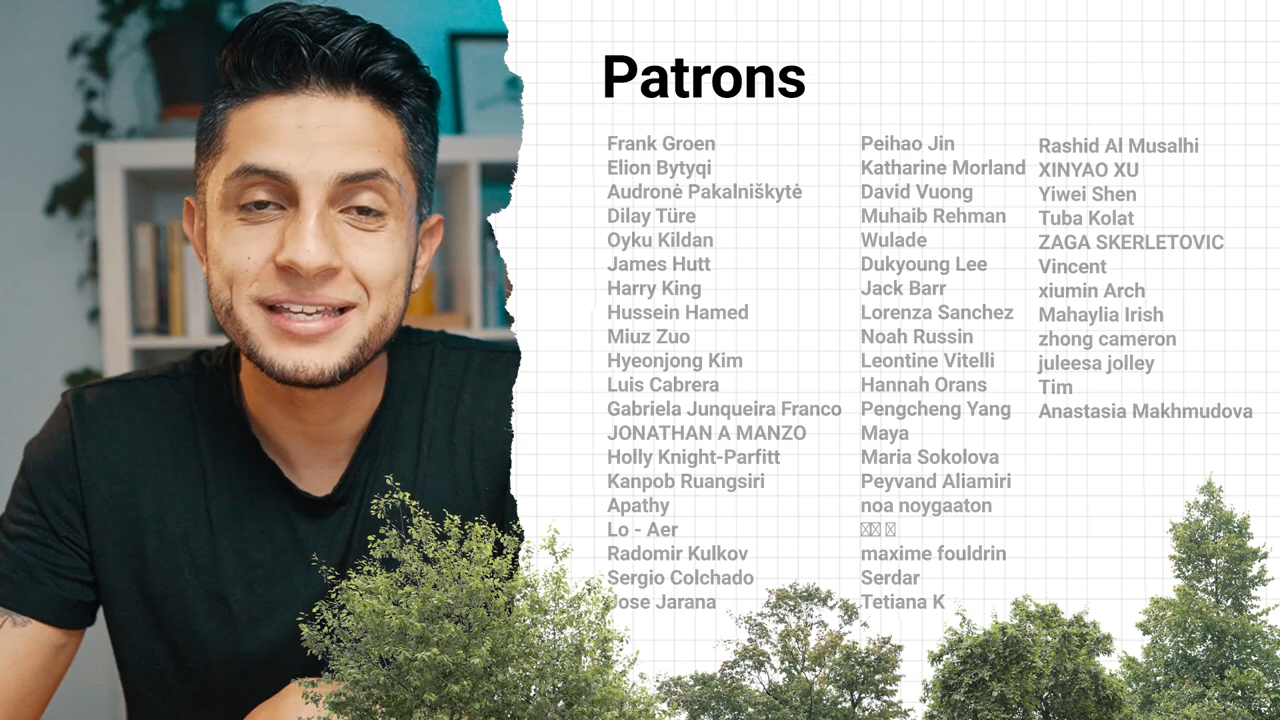 Patrons
Frank Groen
Elion Bytyqi
Audronė Pakalniškytė
Dilay Türe
Oyku Kildan
James Hutt
Harry King
Hussein Hamed
Miuz Zuo
Hyeonjong Kim
Luis Cabrera
Gabriela Junqueira Franco
JONATHAN A MANZO
Holly Knight-Parfitt
Kanpob Ruangsiri
Apathy
Lo - Aer
Radomir Kulkov
Sergio Colchado
Jose Jarana
Peihao Jin
Katharine Morland
David Vuong
Muhaib Rehman
Wulade
Dukyoung Lee
Jack Barr
Lorenza Sanchez
Noah Russin
Leontine Vitelli
Hannah Orans
Pengcheng Yang
Maya
Maria Sokolova
Peyvand Aliamiri
noa noygaaton
maxime fouldrin
Serdar
Tetiana K
Rashid Al Musalhi
XINYAO XU
Yiwei Shen
Tuba Kolat
ZAGA SKERLETOVIC
Vincent
xiumin Arch
Mahaylia Irish
zhong cameron
juleesa jolley
Tim
Anastasia Makhmudova